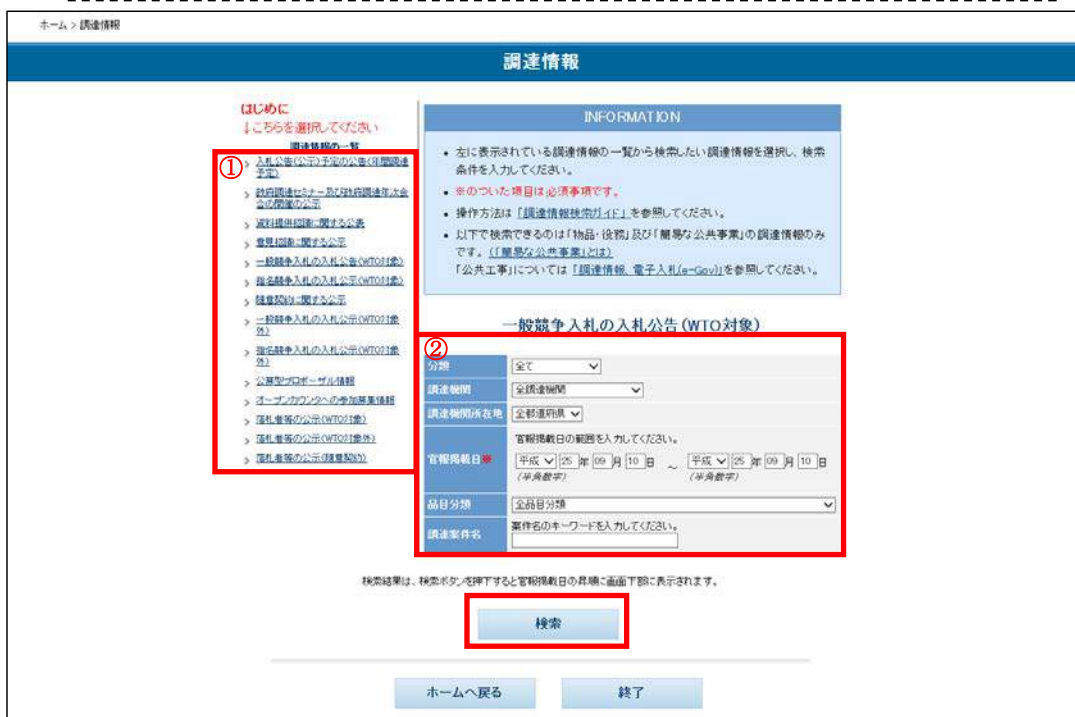 ホーム > 調達情報
調達情報
はじめに
↓こちらを選択してください
調達情報の一覧
①
> 入札公告(公示)予定の公告(年間調達
予定)
> 政府調達セミナー及び政府調達年次会
合の開催の公示
> 資料提供招請に関する公表
> 意見招請に関する公示
> 一般競争入札の入札公告(WTO対象)
> 指名競争入札の入札公示(WTO対象)
> 随意契約に関する公示
> 一般競争入札の入札公示(WTO対象
外)
> 指名競争入札の入札公示(WTO対象
外)
> 公募型プロポーザル情報
> オープンカウンタへの参加募集情報
> 落札者等の公示(WTO対象)
> 落札者等の公示(WTO対象外)
> 落札者等の公示(随意契約)
INFORMATION
• 左に表示されている調達情報の一覧から検索したい調達情報を選択し、検索
条件を入力してください。
• ※のついた項目は必須事項です。
• 操作方法は「調達情報検索ガイド」を参照してください。
• 以下で検索できるのは「物品・役務」及び「簡易な公共事業」の調達情報のみ
です。(「簡易な公共事業」とは)
「公共工事」については「調達情報、電子入札(e-Gov)」を参照してください。
一般競争入札の入札公告(WTO対象)
②
分類 全て
調達機関 全調達機関
調達機関所在地 全都道府県
官報掲載日の範囲を入力してください。
官報掲載日※ 平成 25 年 09 月 10 日 ~ 平成 25 年 09 月 10 日
(半角数字) (半角数字)
品目分類 全品目分類
調達案件名 案件名のキーワードを入力してください。
検索結果は、検索ボタンを押下すると官報掲載日の昇順に画面下部に表示されます。
検索
ホームへ戻る 終了